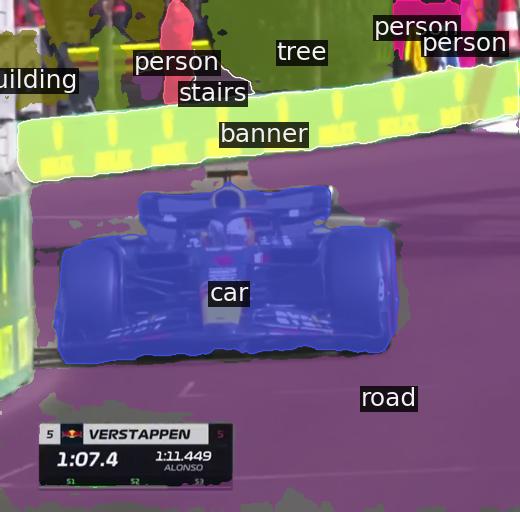 person
person
person
tree
uilding
stairs
banner
car
road
5 VERSTAPPEN 5
1:07.4 1:11.449
ALONSO
S1 S2 S3